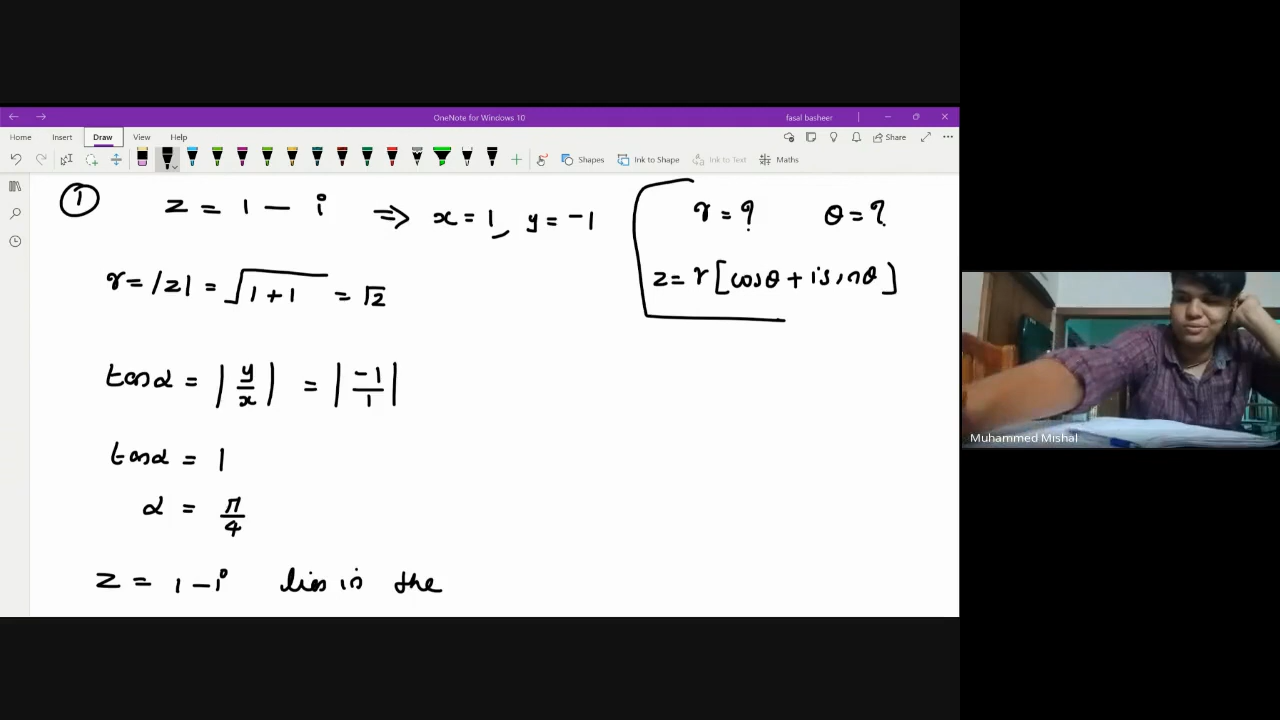 OneNote for Windows 10
fasal basheer
Home Insert Draw View Help
Share
Shapes Ink to Shape Ink to Text Maths
① z = 1 - i ⇒ x = 1, y = -1
r = ? θ = ?
z = r[cosθ + i sinθ]
r = |z| = √1+1 = √2
tanα = |y/x| = |-1/1|
tanα = 1
α = π/4
z = 1 - i lies in the
Muhammed Mishal